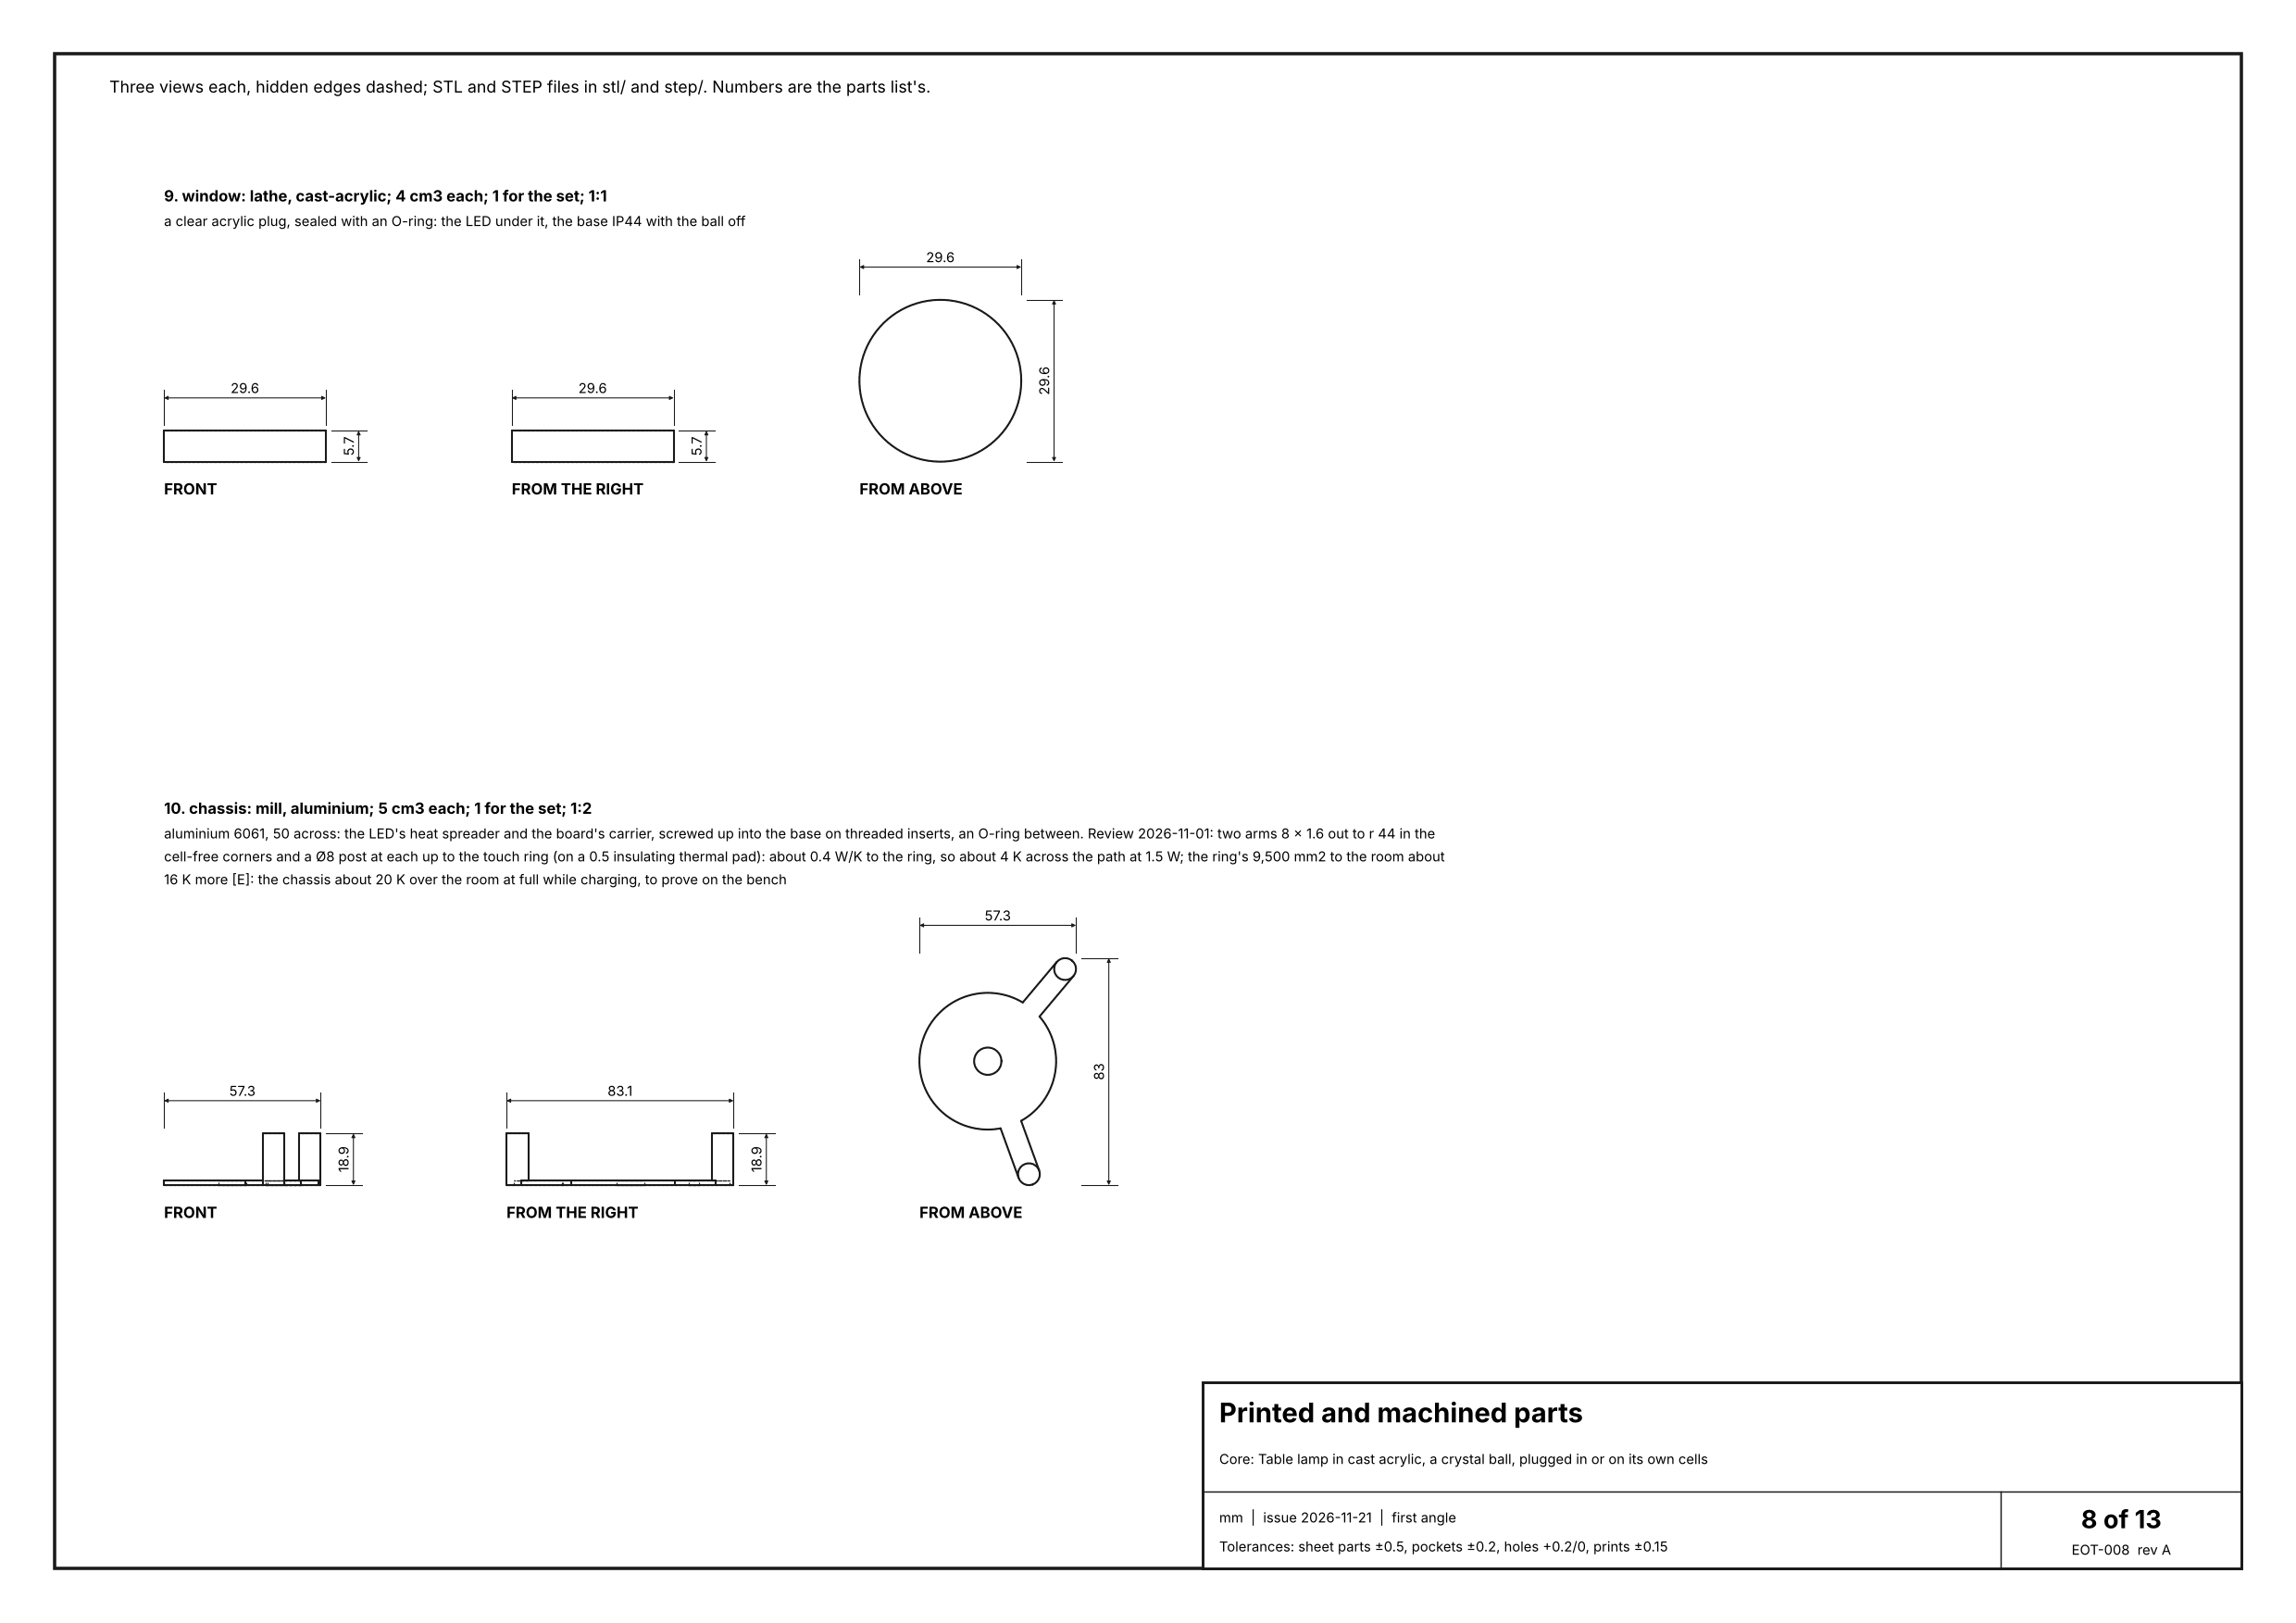 Three views each, hidden edges dashed; STL and STEP files in stl/ and step/. Numbers are the parts list's.
9. window: lathe, cast-acrylic; 4 cm3 each; 1 for the set; 1:1
a clear acrylic plug, sealed with an O-ring: the LED under it, the base IP44 with the ball off
29.6
29.6
29.6
29.6
5.7
5.7
FRONT
FROM THE RIGHT
FROM ABOVE
10. chassis: mill, aluminium; 5 cm3 each; 1 for the set; 1:2
aluminium 6061, 50 across: the LED's heat spreader and the board's carrier, screwed up into the base on threaded inserts, an O-ring between. Review 2026-11-01: two arms 8 × 1.6 out to r 44 in the
cell-free corners and a Ø8 post at each up to the touch ring (on a 0.5 insulating thermal pad): about 0.4 W/K to the ring, so about 4 K across the path at 1.5 W; the ring's 9,500 mm2 to the room about
16 K more [E]: the chassis about 20 K over the room at full while charging, to prove on the bench
57.3
83
57.3
83.1
18.9
18.9
FRONT
FROM THE RIGHT
FROM ABOVE
Printed and machined parts
Core: Table lamp in cast acrylic, a crystal ball, plugged in or on its own cells
mm | issue 2026-11-21 | first angle
Tolerances: sheet parts ±0.5, pockets ±0.2, holes +0.2/0, prints ±0.15
8 of 13
EOT-008 rev A